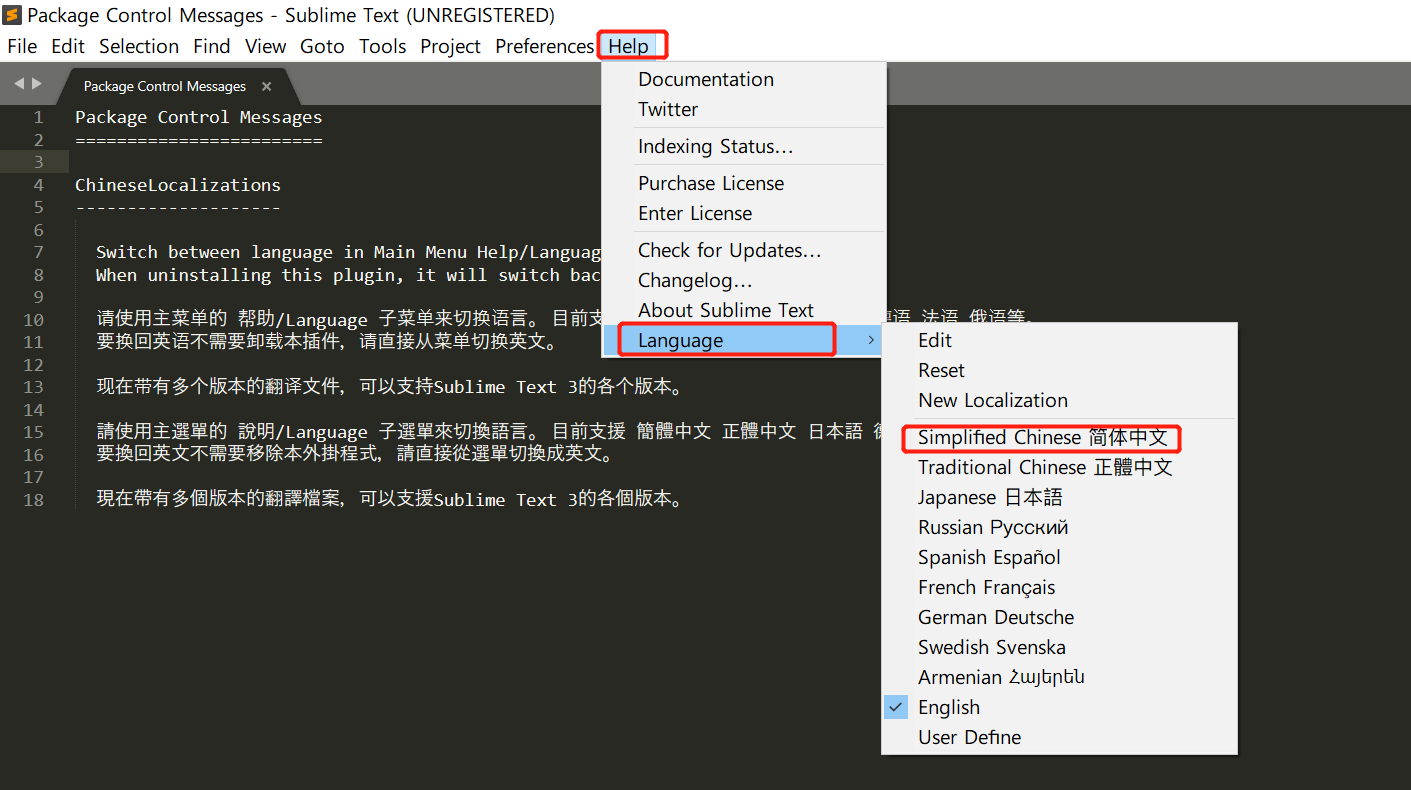 Package Control Messages - Sublime Text (UNREGISTERED)
File Edit Selection Find View Goto Tools Project Preferences Help
Package Control Messages ×
1 Package Control Messages
2 ========================
3
4 ChineseLocalizations
5 --------------------
6
7 Switch between language in Main Menu Help/Languag
8 When uninstalling this plugin, it will switch bac
9
10 请使用主菜单的 帮助/Language 子菜单来切换语言。 目前支
语 法语 俄语等。
11 要换回英语不需要卸载本插件，请直接从菜单切换英文。
12
13 现在带有多个版本的翻译文件，可以支持Sublime Text 3的各个版本。
14
15 請使用主選單的 說明/Language 子選單來切換語言。 目前支援 簡體中文 正體中文 日本語
16 要換回英文不需要移除本外掛程式，請直接從選單切換成英文。
17
18 現在帶有多個版本的翻譯檔案，可以支援Sublime Text 3的各個版本。
Documentation
Twitter
Indexing Status…
Purchase License
Enter License
Check for Updates…
Changelog…
About Sublime Text
Language
Edit
Reset
New Localization
Simplified Chinese 简体中文
Traditional Chinese 正體中文
Japanese 日本語
Russian Русский
Spanish Español
French Français
German Deutsche
Swedish Svenska
Armenian Հայերեն
English
User Define